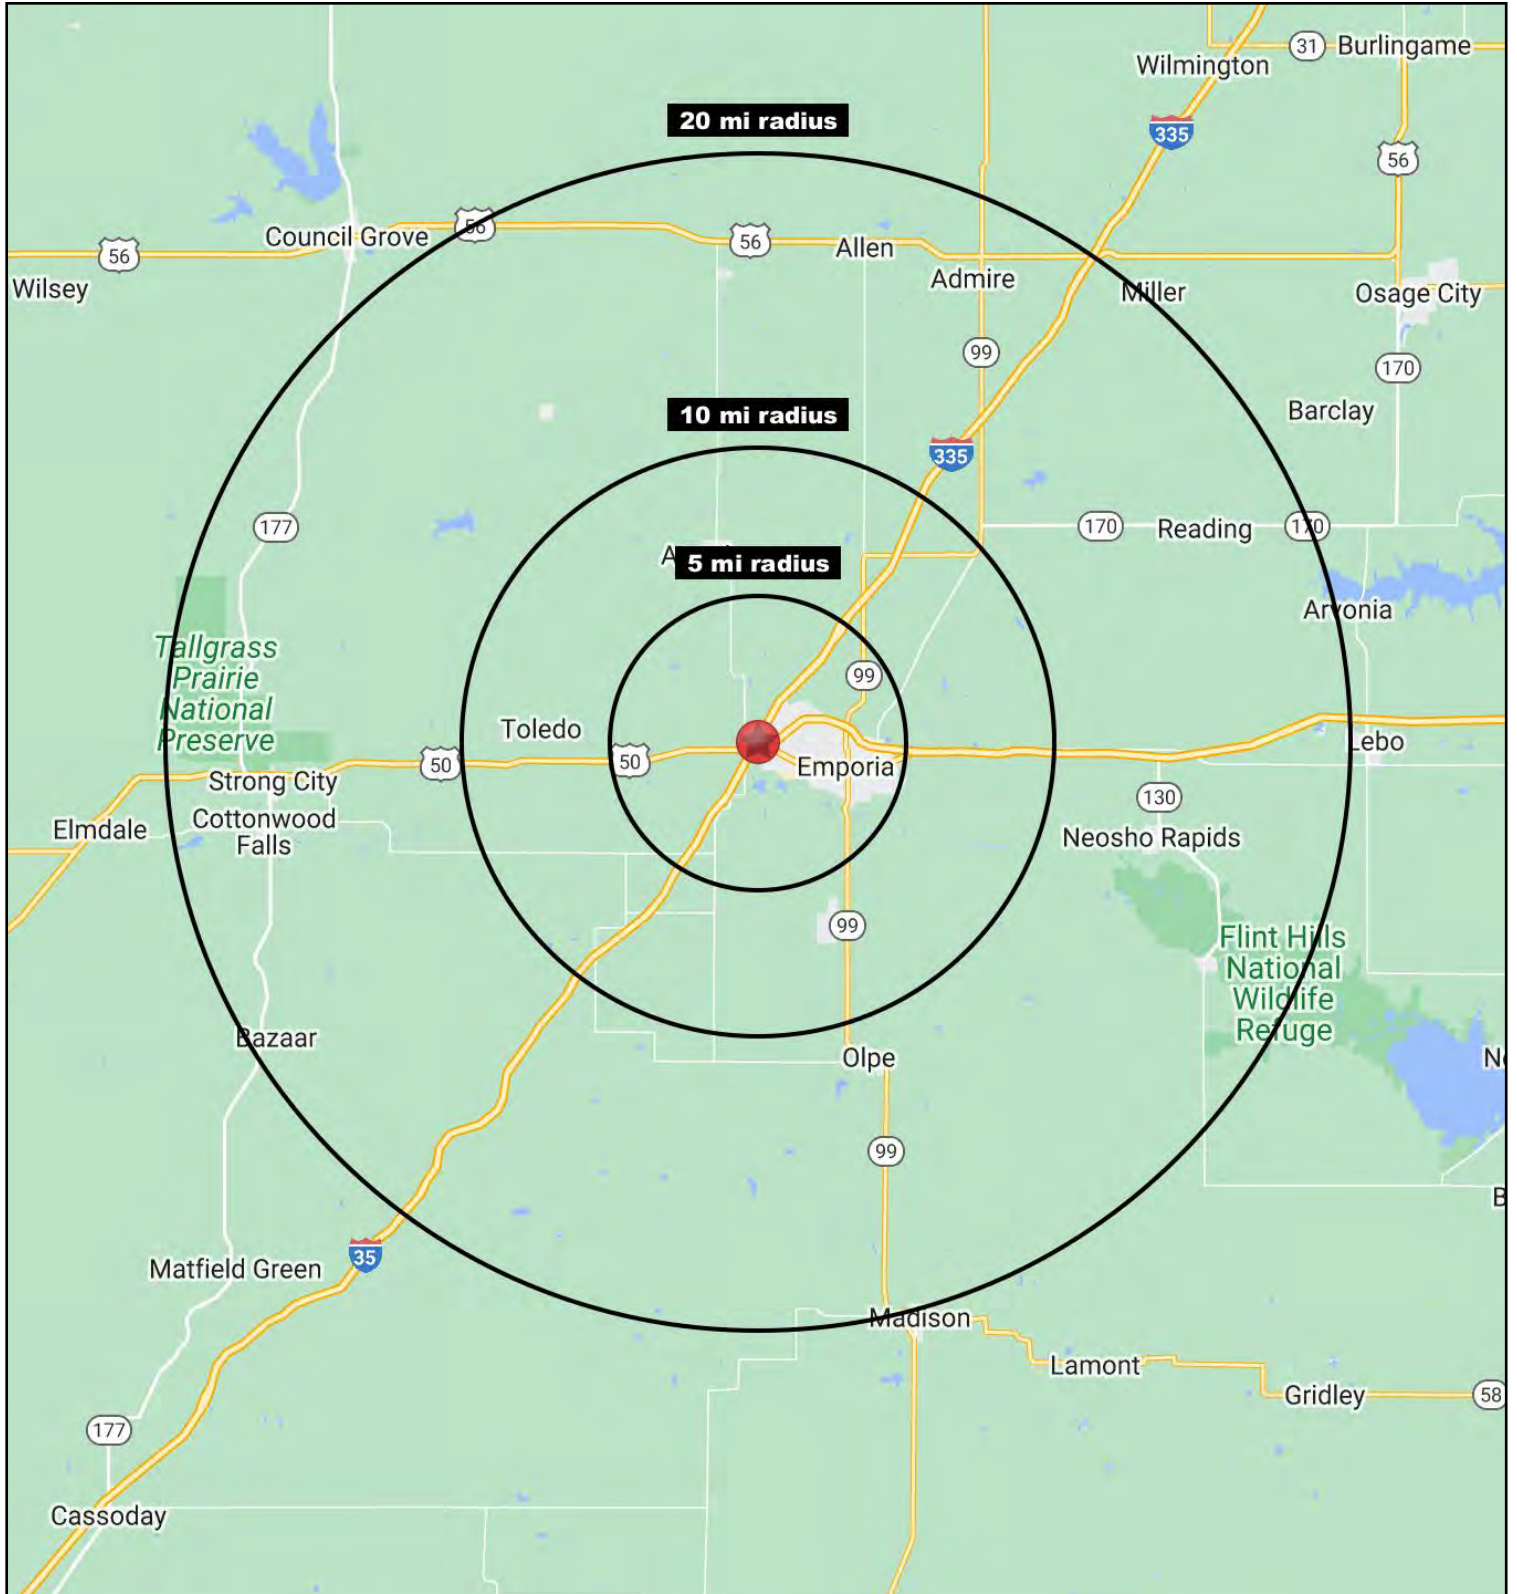 31
Burlingame
Wilmington
20 mi radius
335
56
56
Council Grove
56
56
Allen
Admire
Wilsey
Miller
Osage City
99
170
10 mi radius
Barclay
335
177
170
Reading
170
5 mi radius
Arvonia
Tallgrass
Prairie
National
Preserve
99
Toledo
50
50
Lebo
Emporia
Strong City
130
Elmdale
Cottonwood
Falls
Neosho Rapids
99
Flint Hills
National
Wildlife
Refuge
Bazaar
Olpe
99
35
Matfield Green
Madison
Lamont
Gridley
58
177
Cassoday